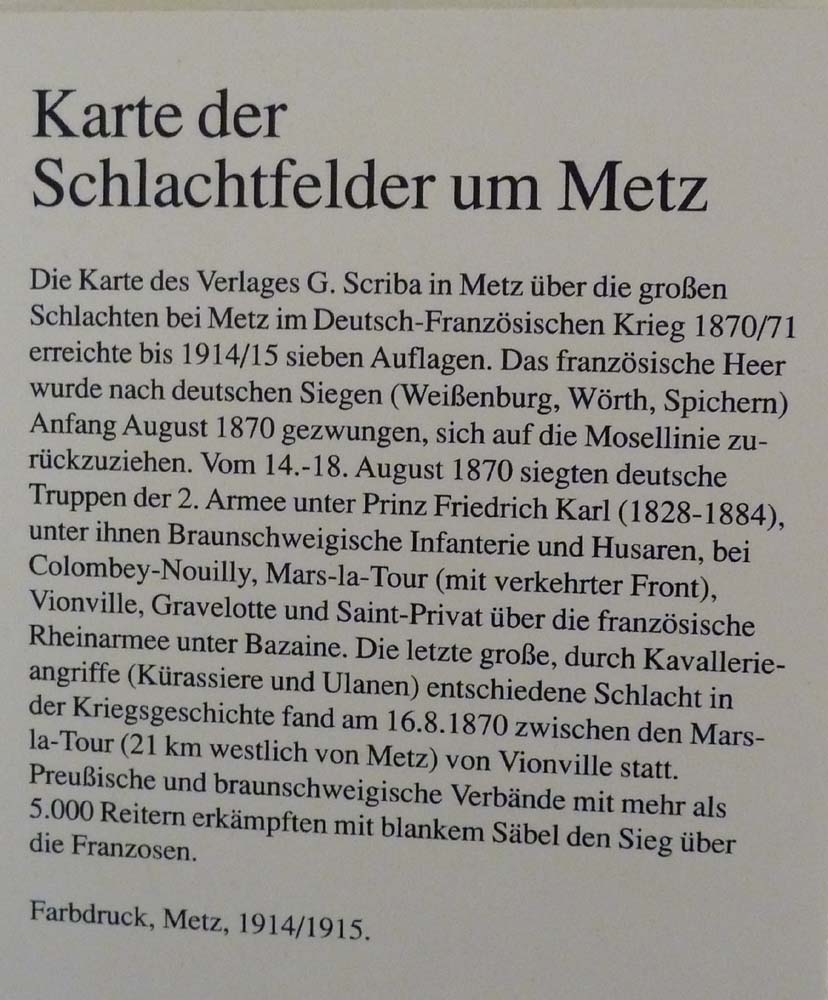 Karte der
Schlachtfelder um Metz
Die Karte des Verlages G. Scriba in Metz über die großen
Schlachten bei Metz im Deutsch-Französischen Krieg 1870/71
erreichte bis 1914/15 sieben Auflagen. Das französische Heer
wurde nach deutschen Siegen (Weißenburg, Wörth, Spichern)
Anfang August 1870 gezwungen, sich auf die Mosellinie zu-
rückzuziehen. Vom 14.-18. August 1870 siegten deutsche
Truppen der 2. Armee unter Prinz Friedrich Karl (1828-1884),
unter ihnen Braunschweigische Infanterie und Husaren, bei
Colombey-Nouilly, Mars-la-Tour (mit verkehrter Front),
Vionville, Gravelotte und Saint-Privat über die französische
Rheinarmee unter Bazaine. Die letzte große, durch Kavallerie-
angriffe (Kürassiere und Ulanen) entschiedene Schlacht in
der Kriegsgeschichte fand am 16.8.1870 zwischen den Mars-
la-Tour (21 km westlich von Metz) von Vionville statt.
Preußische und braunschweigische Verbände mit mehr als
5.000 Reitern erkämpften mit blankem Säbel den Sieg über
die Franzosen.
Farbdruck, Metz, 1914/1915.